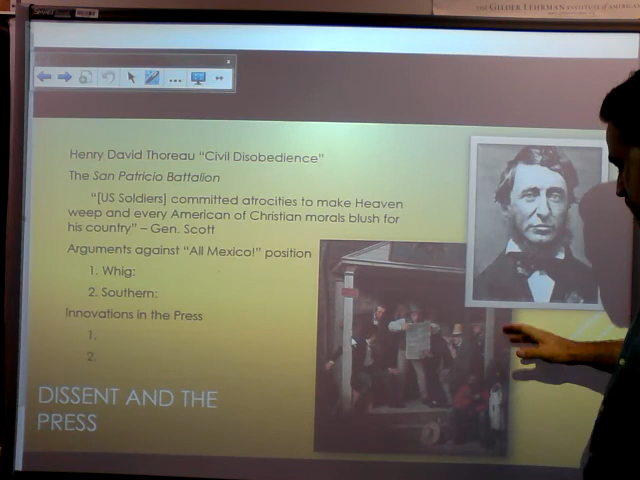 THE GILDER LEHRMAN INSTITUTE of AMERICAN
SMART
Henry David Thoreau “Civil Disobedience”
The San Patricio Battalion
“[US Soldiers] committed atrocities to make Heaven
weep and every American of Christian morals blush for
his country” – Gen. Scott
Arguments against “All Mexico!” position
1. Whig:
2. Southern:
Innovations in the Press
1.
2.
DISSENT AND THE
PRESS